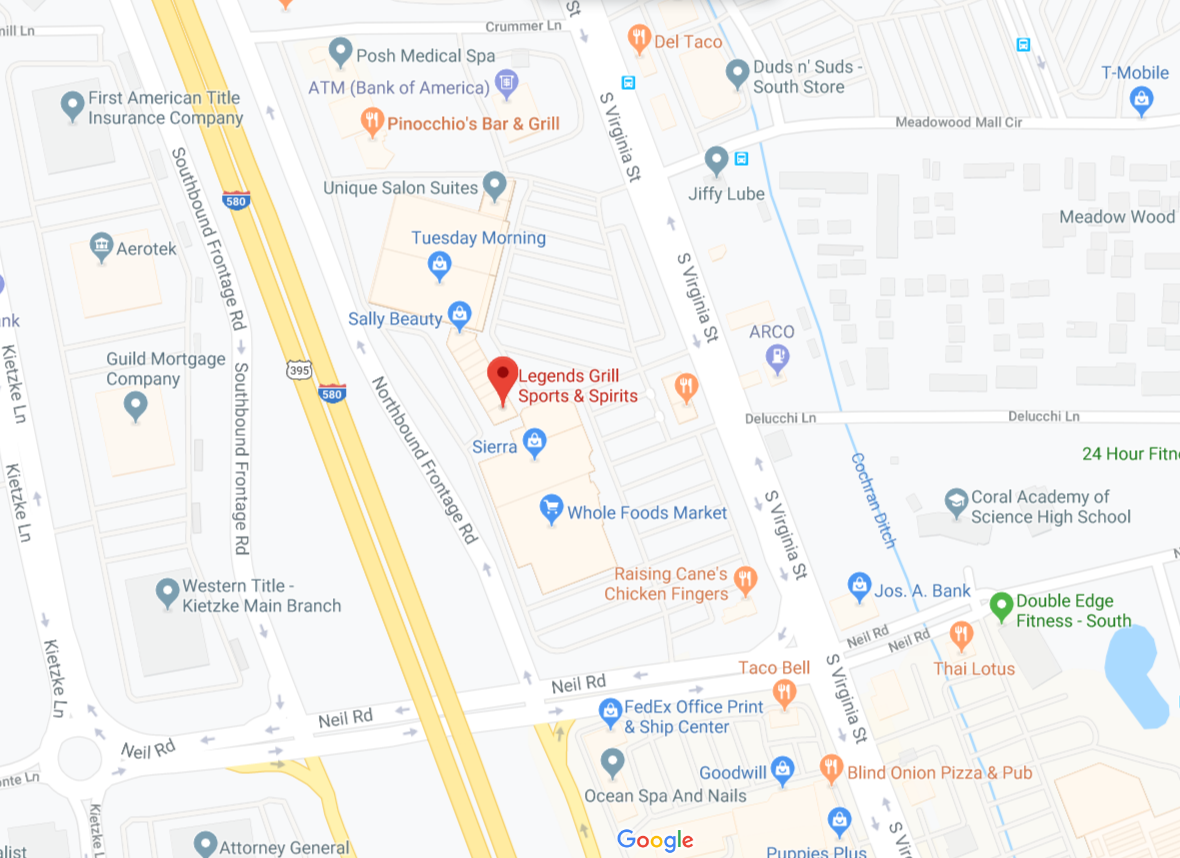 Crummer Ln
St
Del Taco
Posh Medical Spa
Duds n' Suds -
South Store
T-Mobile
ATM (Bank of America)
First American Title
Insurance Company
S Virginia St
Pinocchio's Bar & Grill
Meadowood Mall Cir
Southbound Frontage Rd
Unique Salon Suites
Jiffy Lube
580
Meadow Wood
Aerotek
Tuesday Morning
S Virginia St
Sally Beauty
ARCO
Kietzke Ln
Guild Mortgage
Company
395
580
Southbound Frontage Rd
Northbound Frontage Rd
Legends Grill
Sports & Spirits
Delucchi Ln
Delucchi Ln
Sierra
24 Hour Fitne
Kietzke Ln
Cochran Ditch
Coral Academy of
Science High School
Whole Foods Market
S Virginia St
Raising Cane's
Chicken Fingers
Western Title -
Kietzke Main Branch
Jos. A. Bank
Double Edge
Fitness - South
Neil Rd
Neil Rd
Kietzke Ln
Thai Lotus
Taco Bell
S Virginia St
Neil Rd
Neil Rd
FedEx Office Print
& Ship Center
Neil Rd
Goodwill
Blind Onion Pizza & Pub
Ocean Spa And Nails
Kietzke L
Google
S Vi
Attorney General
Puppies Plus